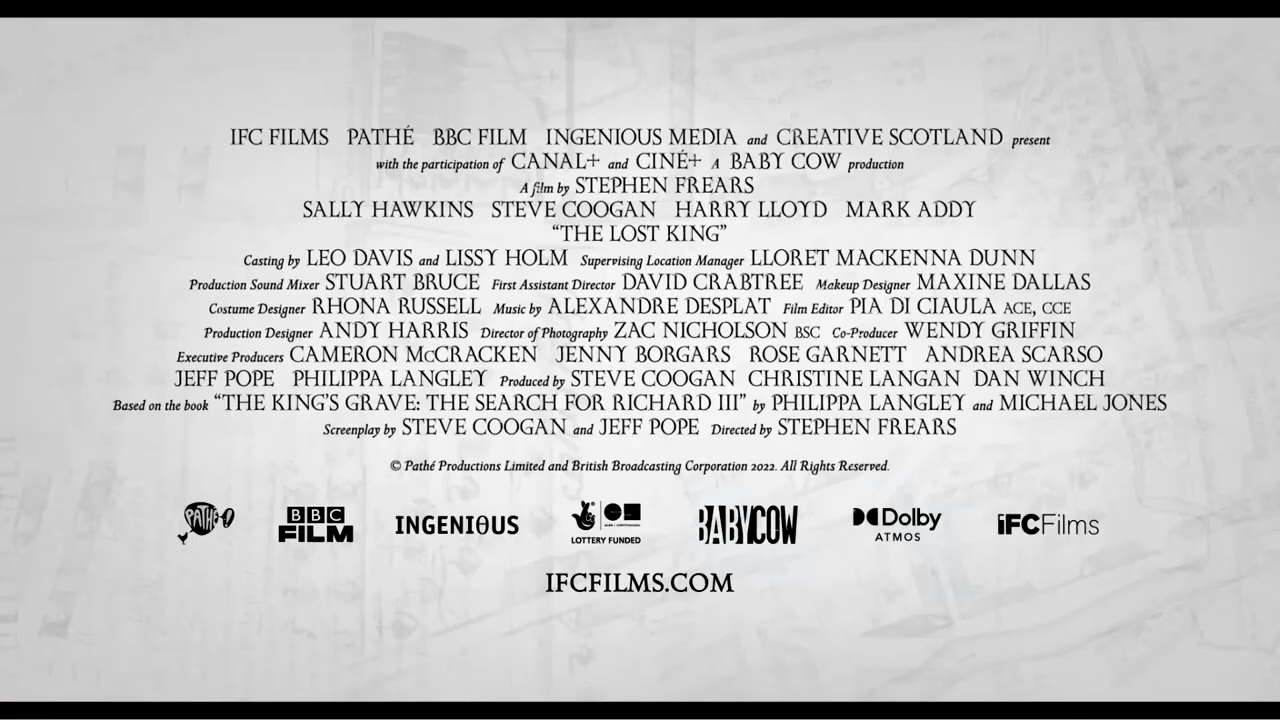 IFC FILMS PATHÉ BBC FILM INGENIOUS MEDIA and CREATIVE SCOTLAND present
with the participation of CANAL+ and CINÉ+ A BABY COW production
A film by STEPHEN FREARS
SALLY HAWKINS STEVE COOGAN HARRY LLOYD MARK ADDY
"THE LOST KING"
Casting by LEO DAVIS and LISSY HOLM Supervising Location Manager LLORET MACKENNA DUNN
Production Sound Mixer STUART BRUCE First Assistant Director DAVID CRABTREE Makeup Designer MAXINE DALLAS
Costume Designer RHONA RUSSELL Music by ALEXANDRE DESPLAT Film Editor PIA DI CIAULA ACE, CCE
Production Designer ANDY HARRIS Director of Photography ZAC NICHOLSON BSC Co-Producer WENDY GRIFFIN
Executive Producers CAMERON McCRACKEN JENNY BORGARS ROSE GARNETT ANDREA SCARSO
JEFF POPE PHILIPPA LANGLEY Produced by STEVE COOGAN CHRISTINE LANGAN DAN WINCH
Based on the book "THE KING'S GRAVE: THE SEARCH FOR RICHARD III" by PHILIPPA LANGLEY and MICHAEL JONES
Screenplay by STEVE COOGAN and JEFF POPE Directed by STEPHEN FREARS
© Pathé Productions Limited and British Broadcasting Corporation 2022. All Rights Reserved.
PATHÉ
BBC
FILM
INGENIOUS
LOTTERY FUNDED
BABYCOW
Dolby
ATMOS
IFC Films
IFCFILMS.COM